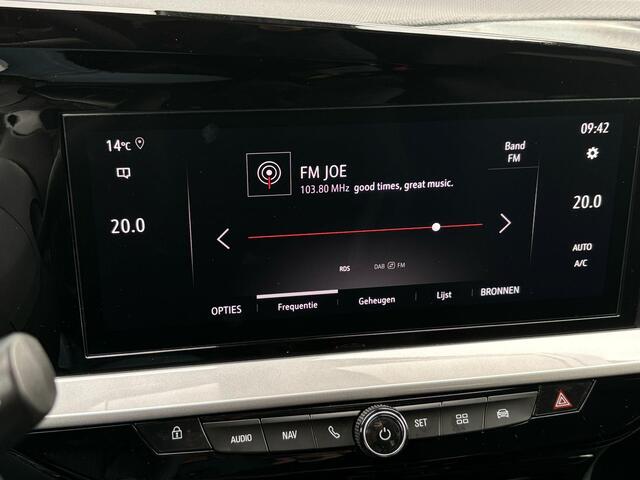 14°C
09:42
Band
FM
FM JOE
103.80 MHz good times, great music.
20.0
20.0
AUTO
A/C
RDS
DAB FM
OPTIES
Frequentie
Geheugen
Lijst
BRONNEN
AUDIO
NAV
SET